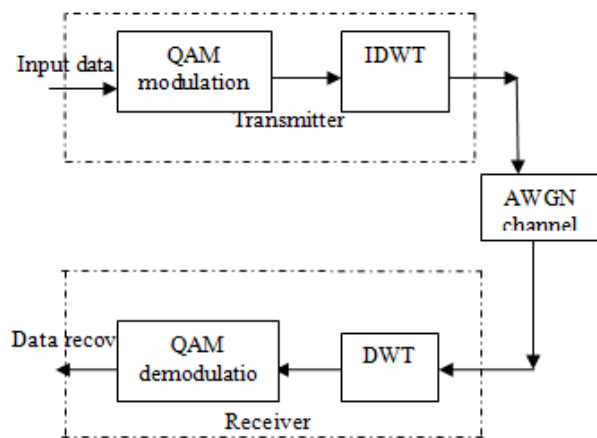 Input data
QAM
modulation
IDWT
Transmitter
AWGN
channel
Data recov
QAM
demodulatio
DWT
Receiver